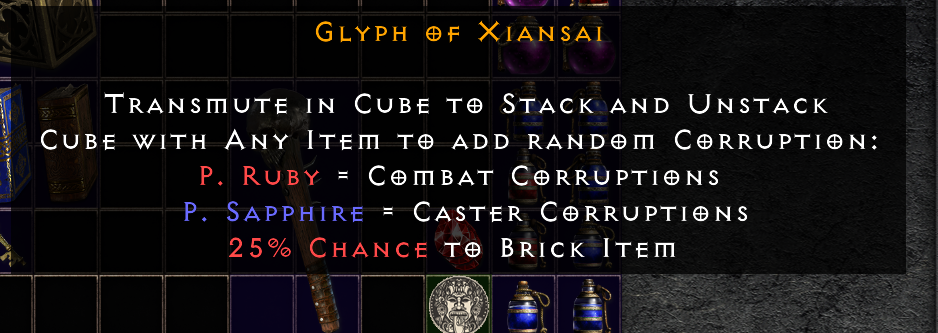 Glyph of Xiansai
Transmute in Cube to Stack and Unstack
Cube with Any Item to add random Corruption:
P. Ruby = Combat Corruptions
P. Sapphire = Caster Corruptions
25% Chance to Brick Item